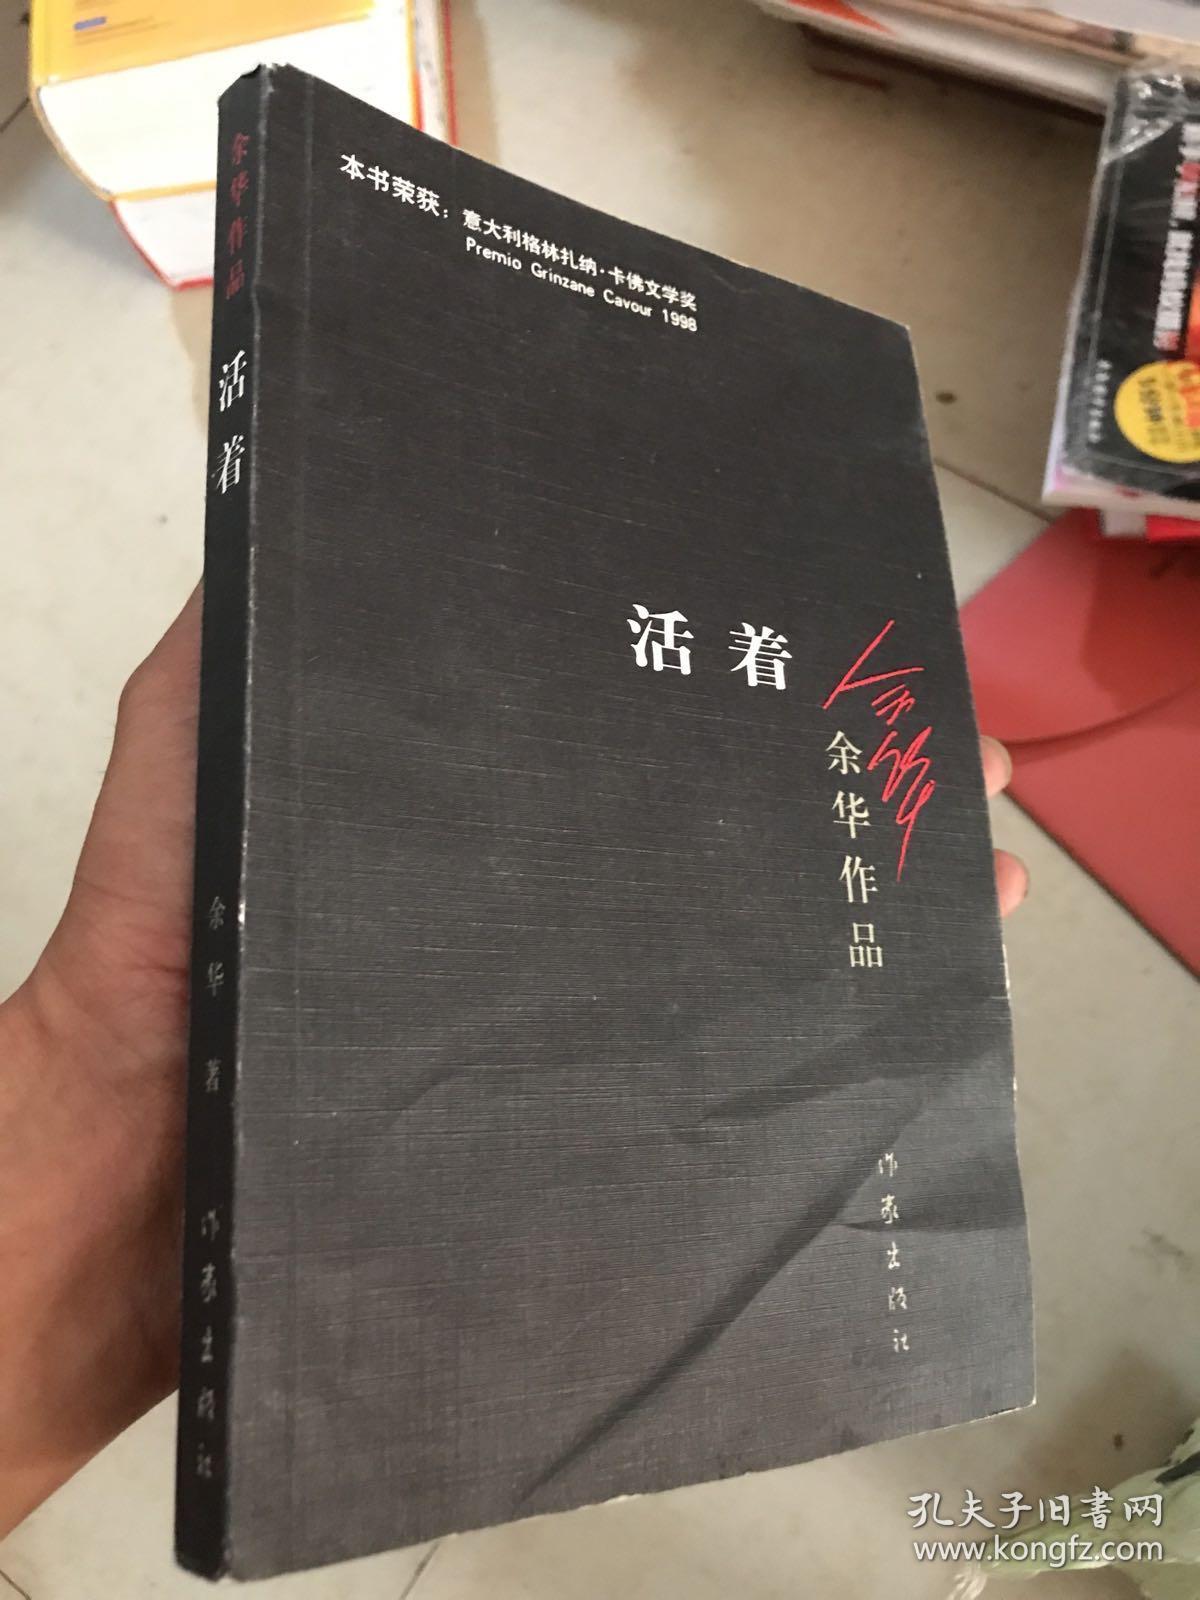 余华作品
活着
余华 著
作家出版社
本书荣获：意大利格林扎纳·卡佛文学奖
Premio Grinzane Cavour 1998
活着
余华
余华作品
作家出版社
孔夫子旧書网
www.kongfz.com